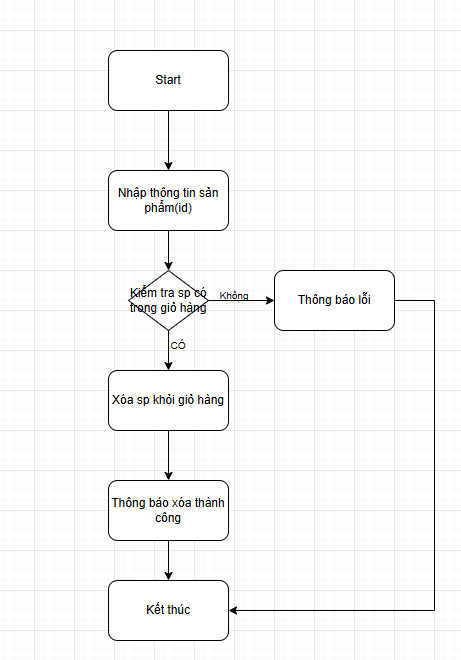 Start
Nhập thông tin sản
phẩm(id)
Kiểm tra sp có
trong giỏ hàng
Không
Thông báo lỗi
CÓ
Xóa sp khỏi giỏ hàng
Thông báo xóa thành
công
Kết thúc